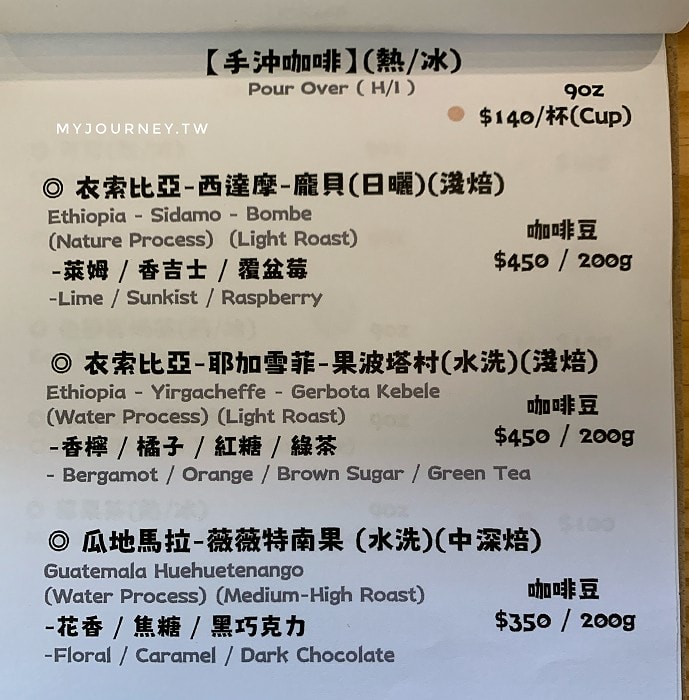 【手沖咖啡】(熱/冰)
Pour Over ( H/I )
9oz
$140/杯(Cup)
MYJOURNEY.TW
◎ 衣索比亞-西達摩-龐貝(日曬)(淺焙)
Ethiopia - Sidamo - Bombe
(Nature Process) (Light Roast)
-萊姆 / 香吉士 / 覆盆莓
-Lime / Sunkist / Raspberry
咖啡豆
$450 / 200g
◎ 衣索比亞-耶加雪菲-果波塔村(水洗)(淺焙)
Ethiopia - Yirgacheffe - Gerbota Kebele
(Water Process) (Light Roast)
-香檸 / 橘子 / 紅糖 / 綠茶
- Bergamot / Orange / Brown Sugar / Green Tea
咖啡豆
$450 / 200g
◎ 瓜地馬拉-薇薇特南果 (水洗)(中深焙)
Guatemala Huehuetenango
(Water Process) (Medium-High Roast)
-花香 / 焦糖 / 黑巧克力
-Floral / Caramel / Dark Chocolate
咖啡豆
$350 / 200g